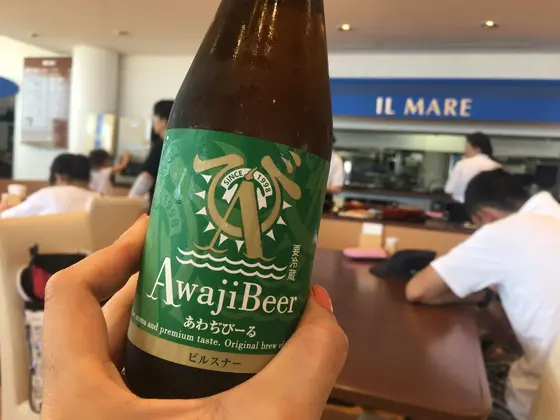 IL MARE
SINCE 1998
AwajiBeer
あわぢびーる
and premium taste. Original brew
ピルスナー